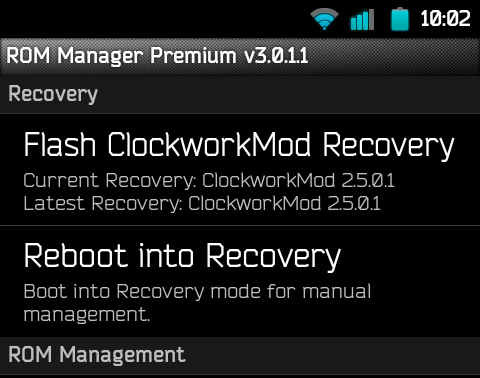 10:02
ROM Manager Premium v3.0.1.1
Recovery
Flash ClockworkMod Recovery
Current Recovery: ClockworkMod 2.5.0.1
Latest Recovery: ClockworkMod 2.5.0.1
Reboot into Recovery
Boot into Recovery mode for manual
management.
ROM Management